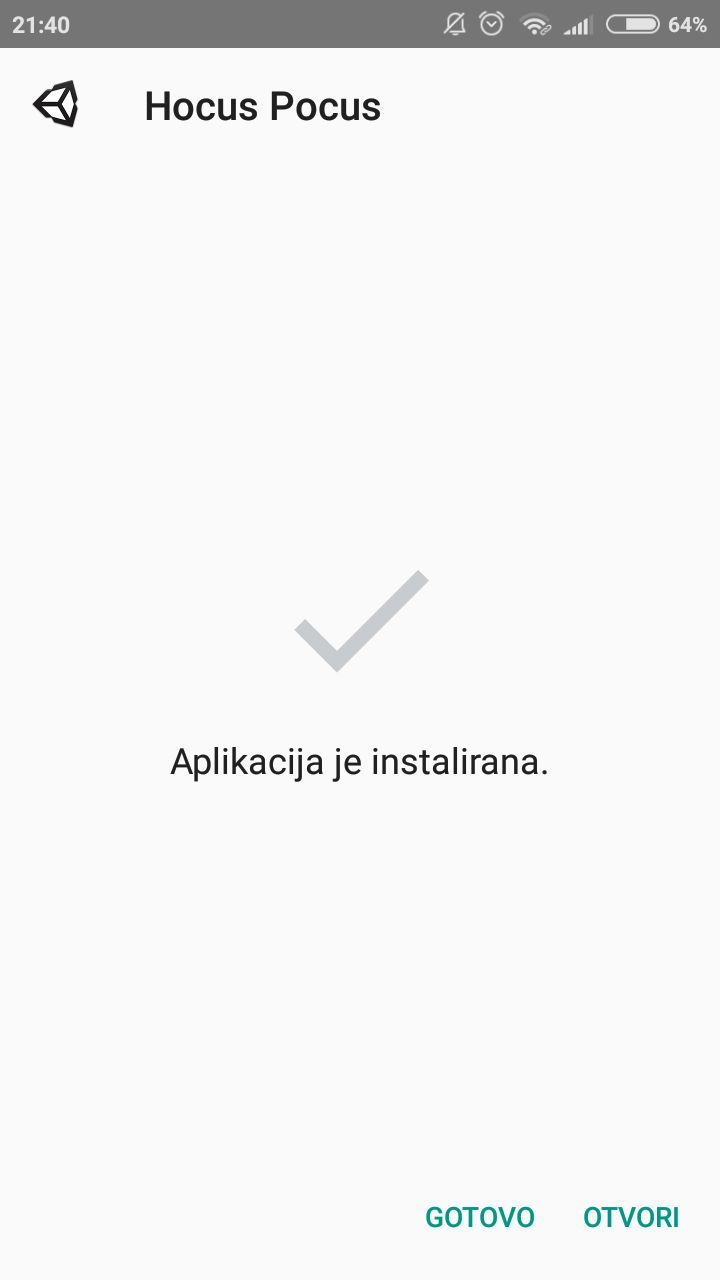 21:40
64%
Hocus Pocus
Aplikacija je instalirana.
GOTOVO OTVORI